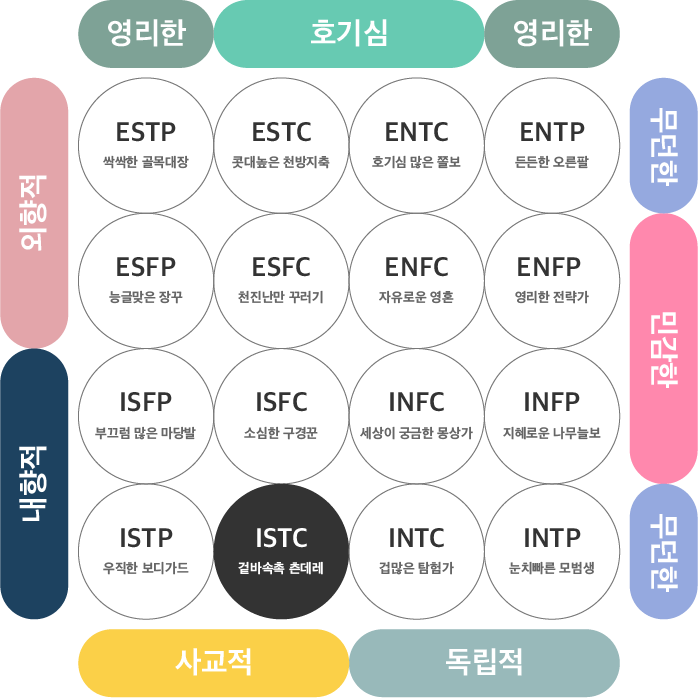 영리한
호기심
영리한
외향적
내향적
ESTP
싹싹한 골목대장
ESTC
콧대높은 천방지축
ENTC
호기심 많은 쫄보
ENTP
든든한 오른팔
ESFP
능글맞은 장꾸
ESFC
천진난만 꾸러기
ENFC
자유로운 영혼
ENFP
영리한 전략가
ISFP
부끄럼 많은 마당발
ISFC
소심한 구경꾼
INFC
세상이 궁금한 몽상가
INFP
지혜로운 나무늘보
ISTP
우직한 보디가드
ISTC
겉바속촉 츤데레
INTC
겁많은 탐험가
INTP
눈치빠른 모범생
무던한
민감한
무던한
사교적
독립적